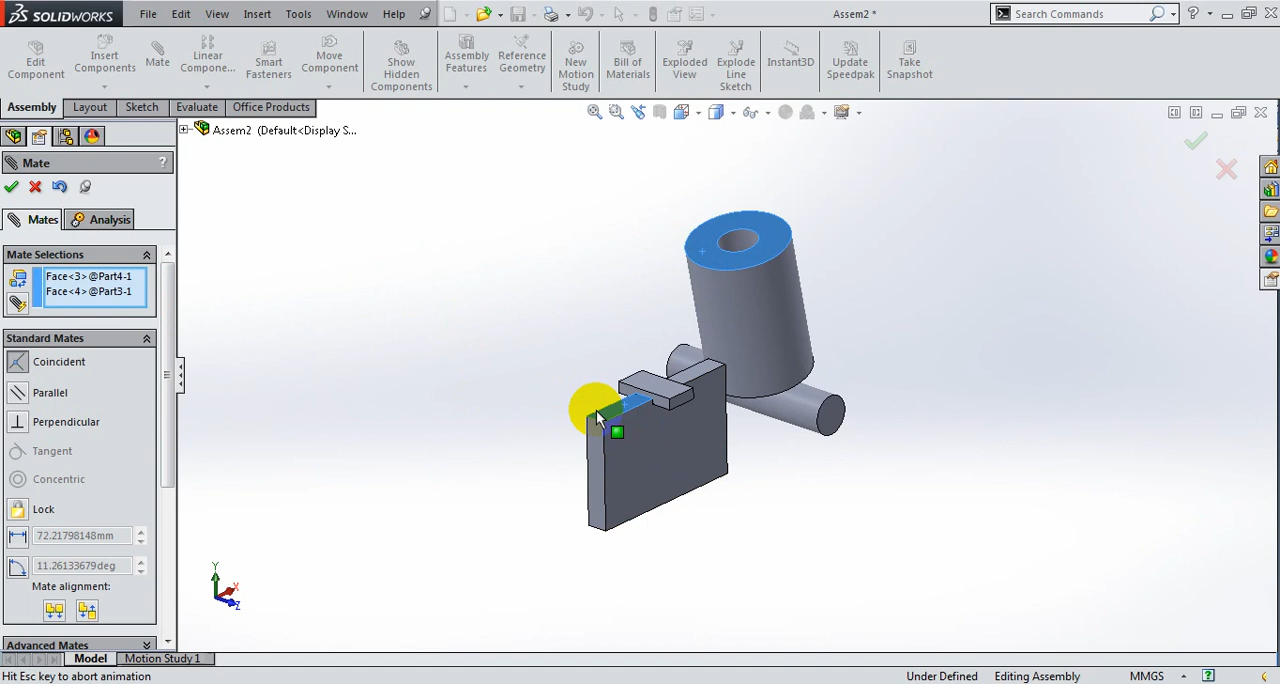 SOLIDWORKS File Edit View Insert Tools Window Help Assem2 * Search Commands
Edit Component
Insert Components
Mate
Linear Compone...
Smart Fasteners
Move Component
Show Hidden Components
Assembly Features
Reference Geometry
New Motion Study
Bill of Materials
Exploded View
Explode Line Sketch
Instant3D
Update Speedpak
Take Snapshot
Assembly Layout Sketch Evaluate Office Products
Assem2 (Default<Display S...
Mate ?
Mates Analysis
Mate Selections
Face<3>@Part4-1
Face<4>@Part3-1
Standard Mates
Coincident
Parallel
Perpendicular
Tangent
Concentric
Lock
72.21798148mm
11.26133679deg
Mate alignment:
Advanced Mates
Y
X
Z
Model Motion Study 1
Hit Esc key to abort animation Under Defined Editing Assembly MMGS ?